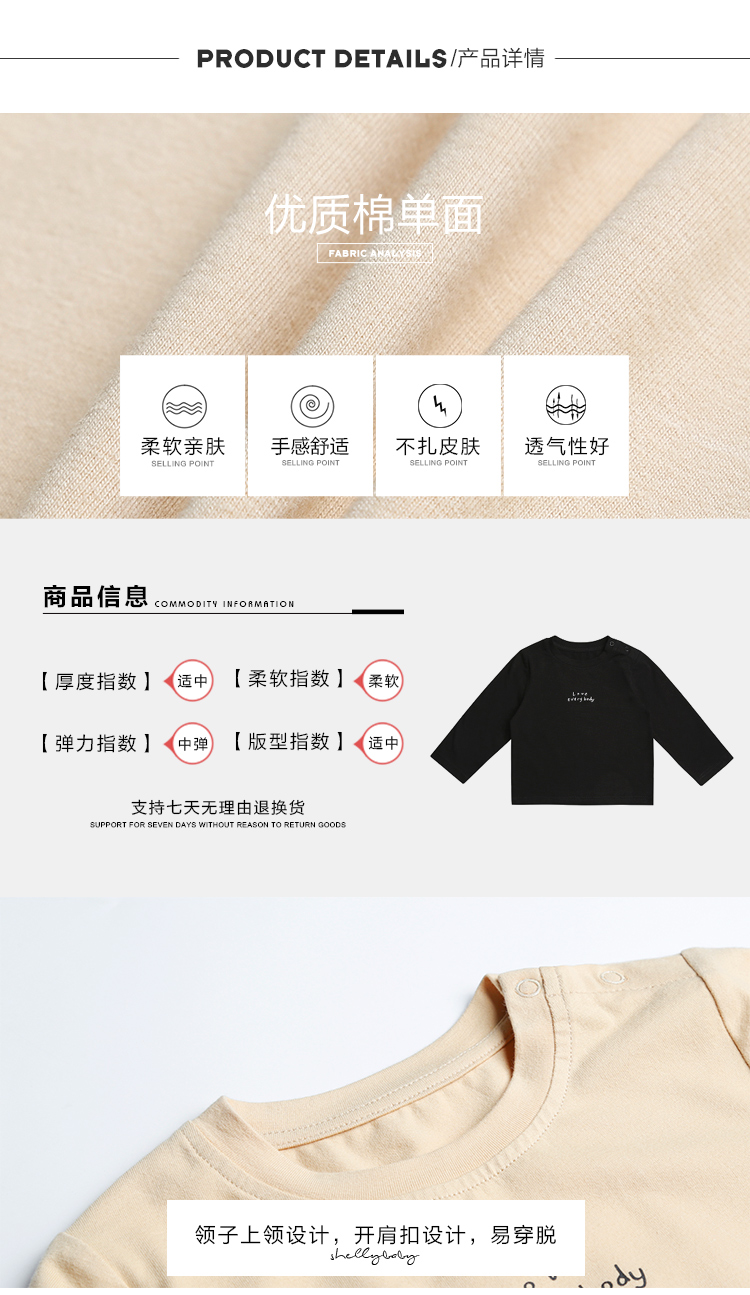 PRODUCT DETAILS/产品详情
优质棉单面
FABRIC ANALYSIS
柔软亲肤
SELLING POINT
手感舒适
SELLING POINT
不扎皮肤
SELLING POINT
透气性好
SELLING POINT
商品信息 COMMODITY INFORMATION
【厚度指数】 适中 【柔软指数】 柔软
【弹力指数】 中弹 【版型指数】 适中
Love
everybody
支持七天无理由退换货
SUPPORT FOR SEVEN DAYS WITHOUT REASON TO RETURN GOODS
领子上领设计，开肩扣设计，易穿脱
shellybaby